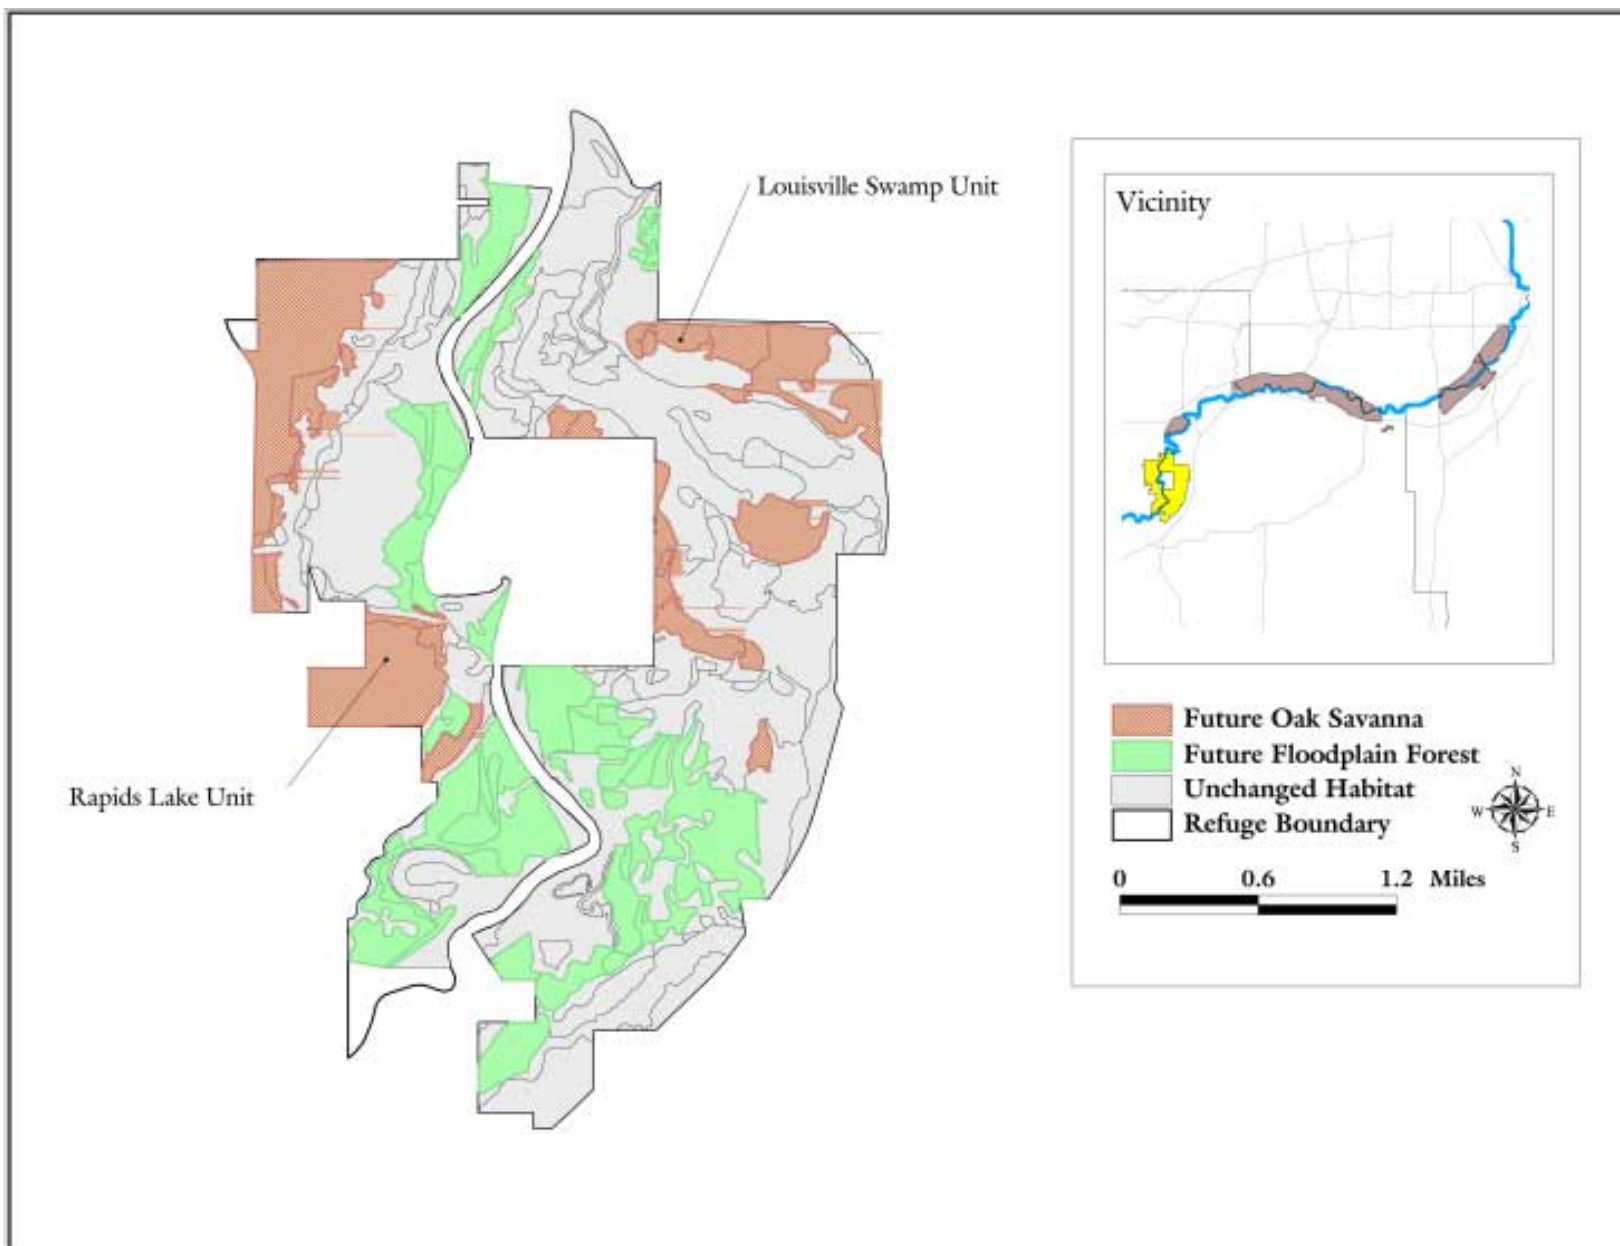 Louisville Swamp Unit
Rapids Lake Unit
Vicinity
Future Oak Savanna
Future Floodplain Forest
Unchanged Habitat
Refuge Boundary
N
W E
S
0 0.6 1.2 Miles